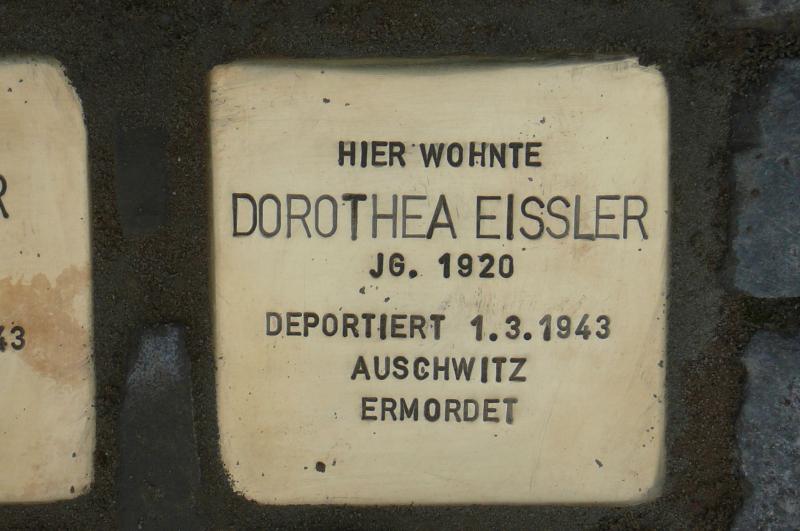 HIER WOHNTE
DOROTHEA EISSLER
JG. 1920
DEPORTIERT 1.3.1943
AUSCHWITZ
ERMORDET